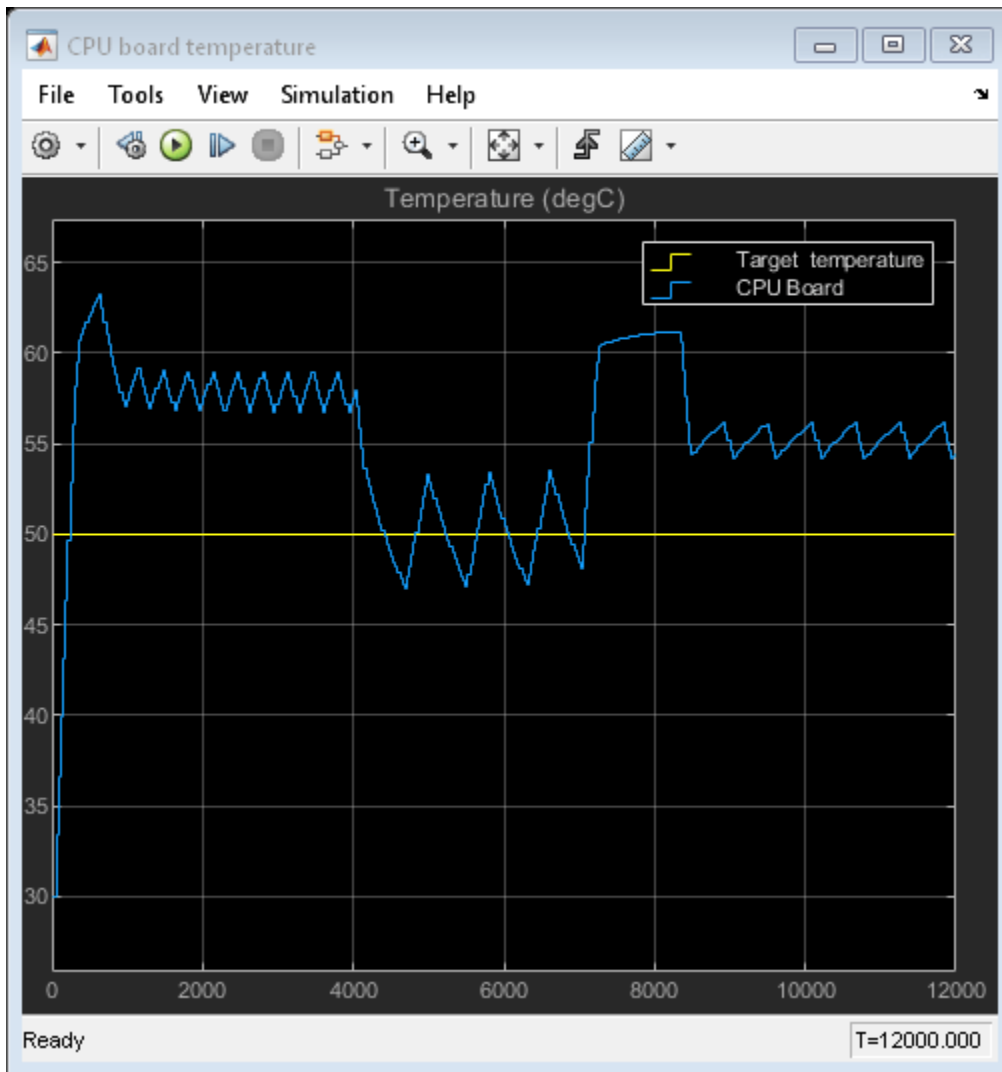 CPU board temperature
File Tools View Simulation Help
Temperature (degC)
Target temperature
CPU Board
65
60
55
50
45
40
35
30
0 2000 4000 6000 8000 10000 12000
Ready T=12000.000